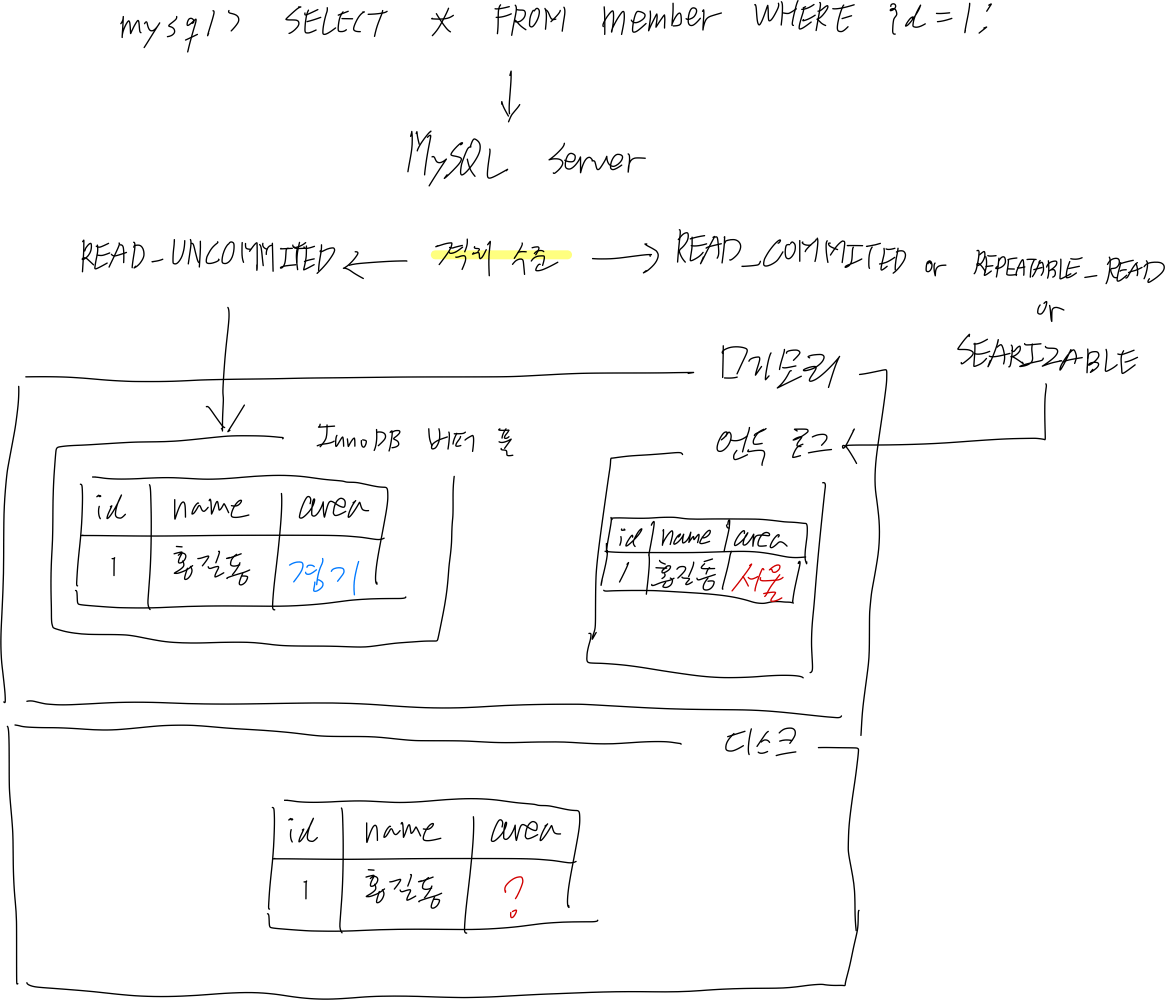 mysql> SELECT * FROM member WHERE id=1;
MySQL server
READ_UNCOMMITED 격리 수준 READ_COMMITED or REPEATABLE_READ
or
SEARIZABLE
메모리
InnoDB 버퍼 풀
언두 로그
id name area
1 홍길동 경기
id name area
1 홍길동 서울
디스크
id name area
1 홍길동 ?